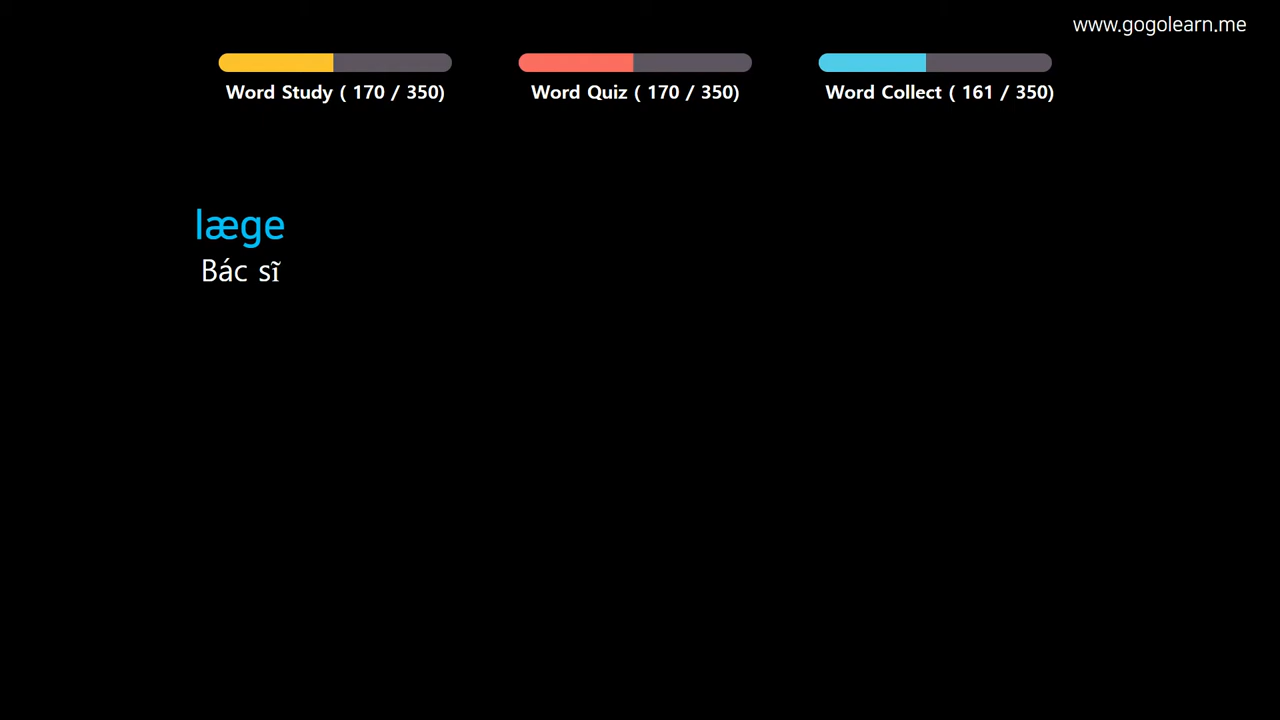 www.gogolearn.me
Word Study ( 170 / 350)
Word Quiz ( 170 / 350)
Word Collect ( 161 / 350)
læge
Bác sĩ